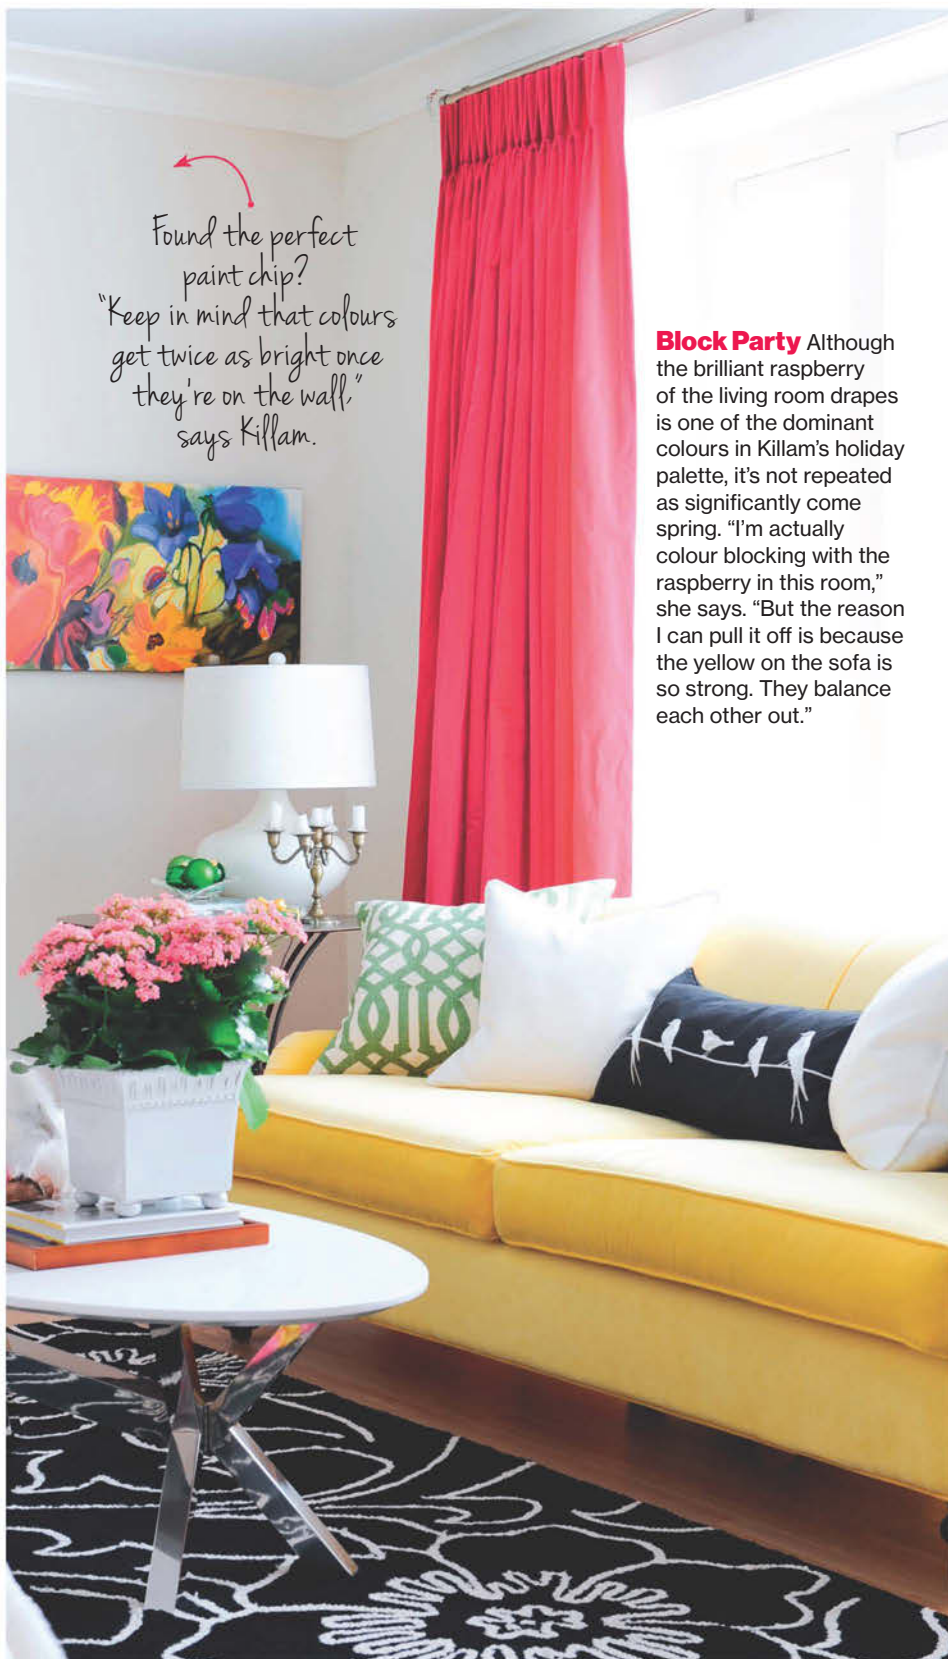 Found the perfect
paint chip?
“Keep in mind that colours
get twice as bright once
they're on the wall,”
says Killam.
Block Party Although
the brilliant raspberry
of the living room drapes
is one of the dominant
colours in Killam’s holiday
palette, it’s not repeated
as significantly come
spring. “I’m actually
colour blocking with the
raspberry in this room,”
she says. “But the reason
I can pull it off is because
the yellow on the sofa is
so strong. They balance
each other out.”